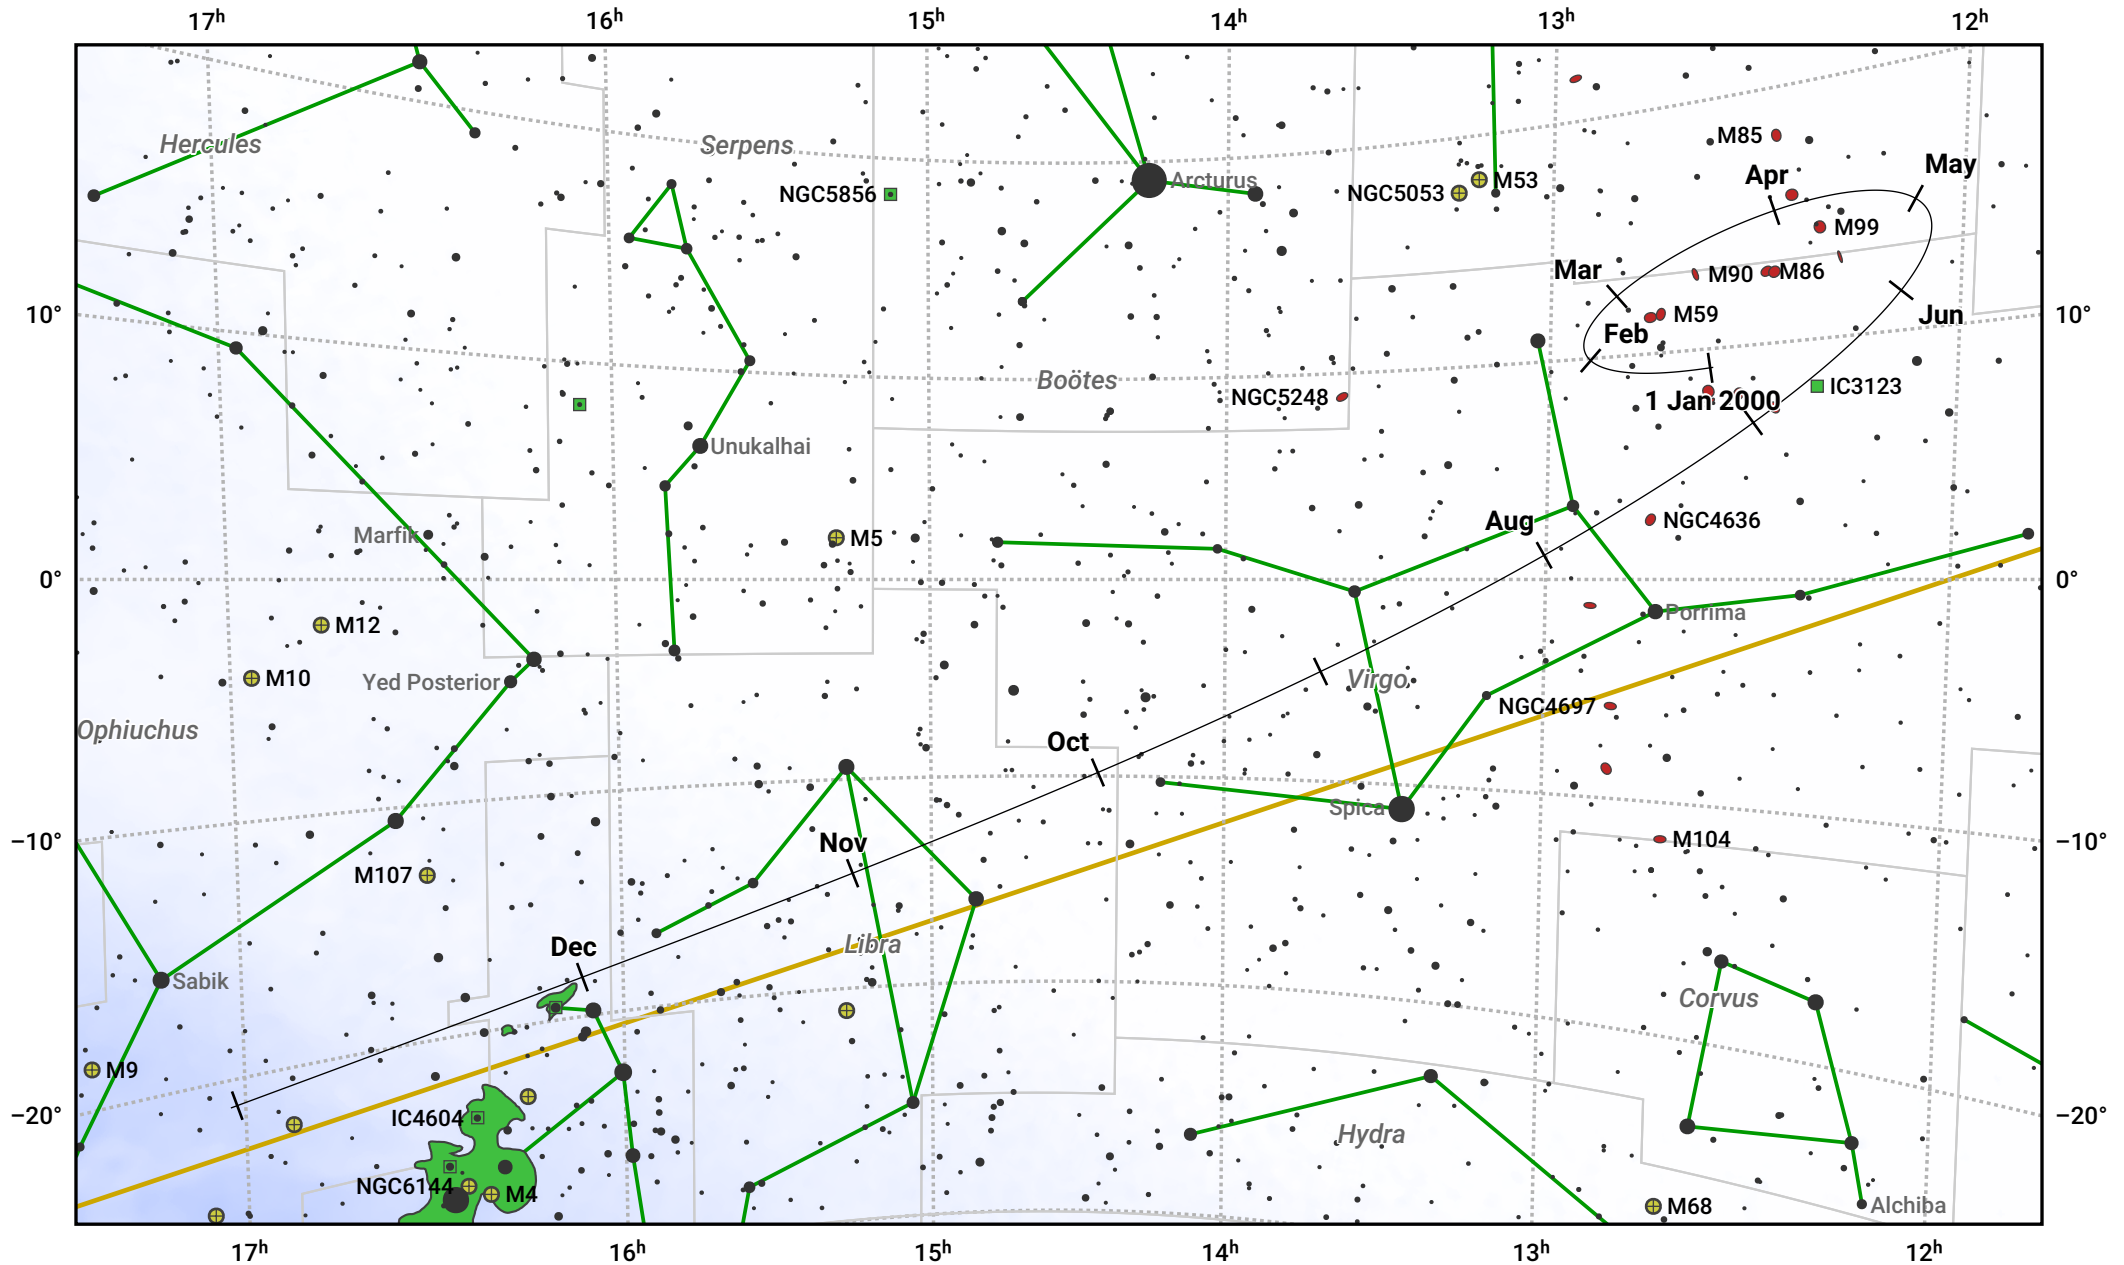 17ʰ 16ʰ 15ʰ 14ʰ 13ʰ 12ʰ
M85
Hercules
Serpens
May
Apr
Arcturus
M53
NGC5856
NGC5053
M99
Mar
M90
M86
10°
M59
Jun
10°
Feb
Boötes
IC3123
NGC5248
1 Jan 2000
Unukalhai
Aug
NGC4636
Marfik
M5
0°
0°
Porrima
M12
M10
Yed Posterior
Virgo
NGC4697
Ophiuchus
Oct
Spica
−10°
M104
−10°
Nov
M107
Libra
Dec
Sabik
Corvus
M9
−20°
IC4604
−20°
Hydra
NGC6144
M4
M68
Alchiba
17ʰ 16ʰ 15ʰ 14ʰ 13ʰ 12ʰ